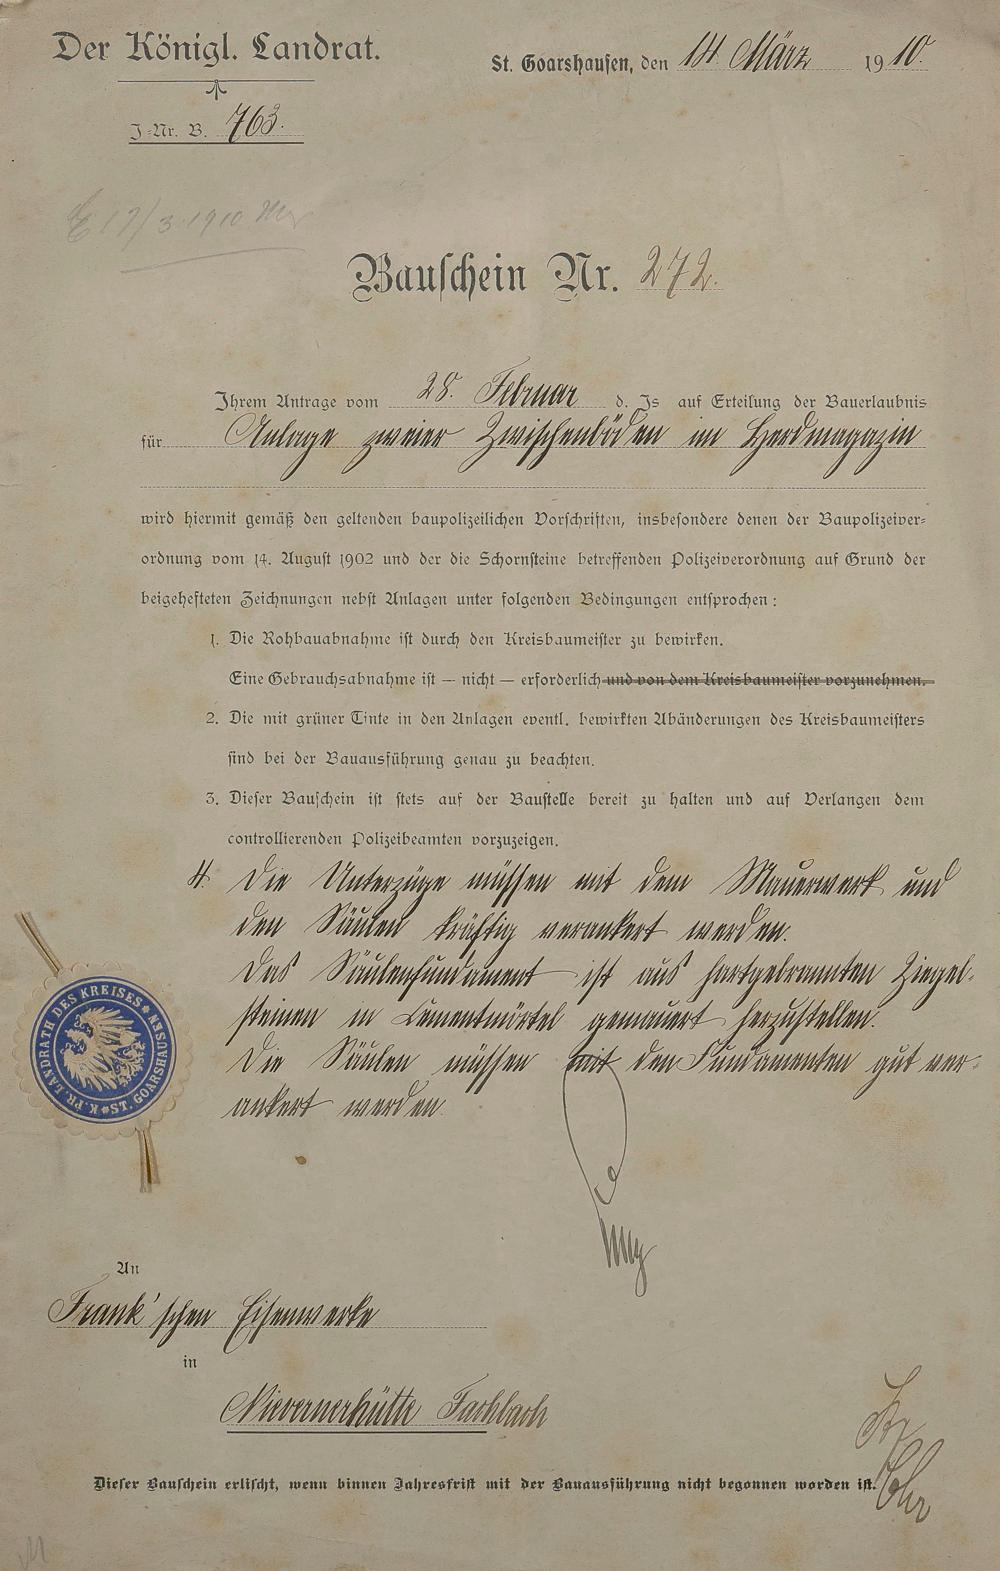 Der Königl. Landrat.
St. Goarshausen, den 14 März 1910.
J-Nr. B. 763.
E 17/3.1910
Bauschein Nr. 272.
Ihrem Antrage vom 28. Februar d. Js auf Erteilung der Bauerlaubnis
für Anlage zweier Zwischenböden im Herdmagazin
wird hiermit gemäß den geltenden baupolizeilichen Vorschriften, insbesondere denen der Baupolizeiver-
ordnung vom 14. August 1902 und der die Schornsteine betreffenden Polizeiverordnung auf Grund der
beigehefteten Zeichnungen nebst Anlagen unter folgenden Bedingungen entsprochen:
1. Die Rohbauabnahme ist durch den Kreisbaumeister zu bewirken.
Eine Gebrauchsabnahme ist — nicht — erforderlich und von dem Kreisbaumeister vorzunehmen.
2. Die mit grüner Tinte in den Anlagen eventl. bewirkten Abänderungen des Kreisbaumeisters
sind bei der Bauausführung genau zu beachten.
3. Dieser Bauschein ist stets auf der Baustelle bereit zu halten und auf Verlangen dem
controllierenden Polizeibeamten vorzuzeigen.
4. Die Unterzüge müssen mit dem Mauerwerk und
den Säulen kräftig verankert werden.
Das Säulenfundament ist aus hartgebrannten Ziegel-
steinen in Cementmörtel gemauert herzustellen.
Die Säulen müssen mit den Fundamenten gut ver-
ankert werden.
K. PR. LANDRATH DES KREISES ST. GOARSHAUSEN
An
Frank'schen Eisenwerke
in
Nievernerhütte Fachbach
Dieser Bauschein erlischt, wenn binnen Jahresfrist mit der Bauausführung nicht begonnen worden ist.